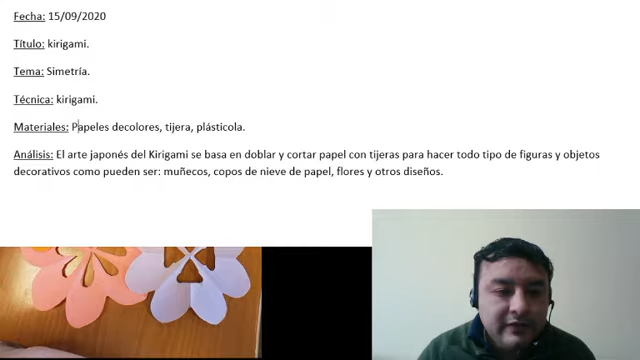 Fecha: 15/09/2020
Título: kirigami.
Tema: Simetría.
Técnica: kirigami.
Materiales: Papeles decolores, tijera, plásticola.
Análisis: El arte japonés del Kirigami se basa en doblar y cortar papel con tijeras para hacer todo tipo de figuras y objetos
decorativos como pueden ser: muñecos, copos de nieve de papel, flores y otros diseños.